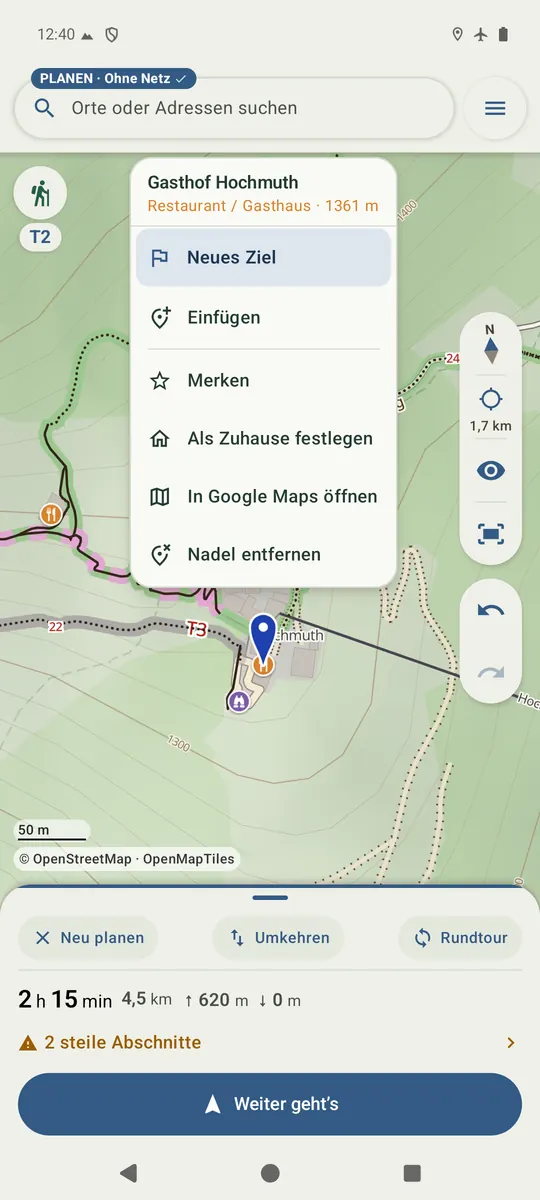 12:40
PLANEN · Ohne Netz ✓
Orte oder Adressen suchen
T2
Gasthof Hochmuth
Restaurant / Gasthaus · 1361 m
Neues Ziel
Einfügen
Merken
Als Zuhause festlegen
In Google Maps öffnen
Nadel entfernen
1400
N
24
1,7 km
g
22
T3
chmuth
Hoc
1300
50 m
© OpenStreetMap · OpenMapTiles
Neu planen
Umkehren
Rundtour
2 h 15 min 4,5 km ↑ 620 m ↓ 0 m
2 steile Abschnitte
Weiter geht's